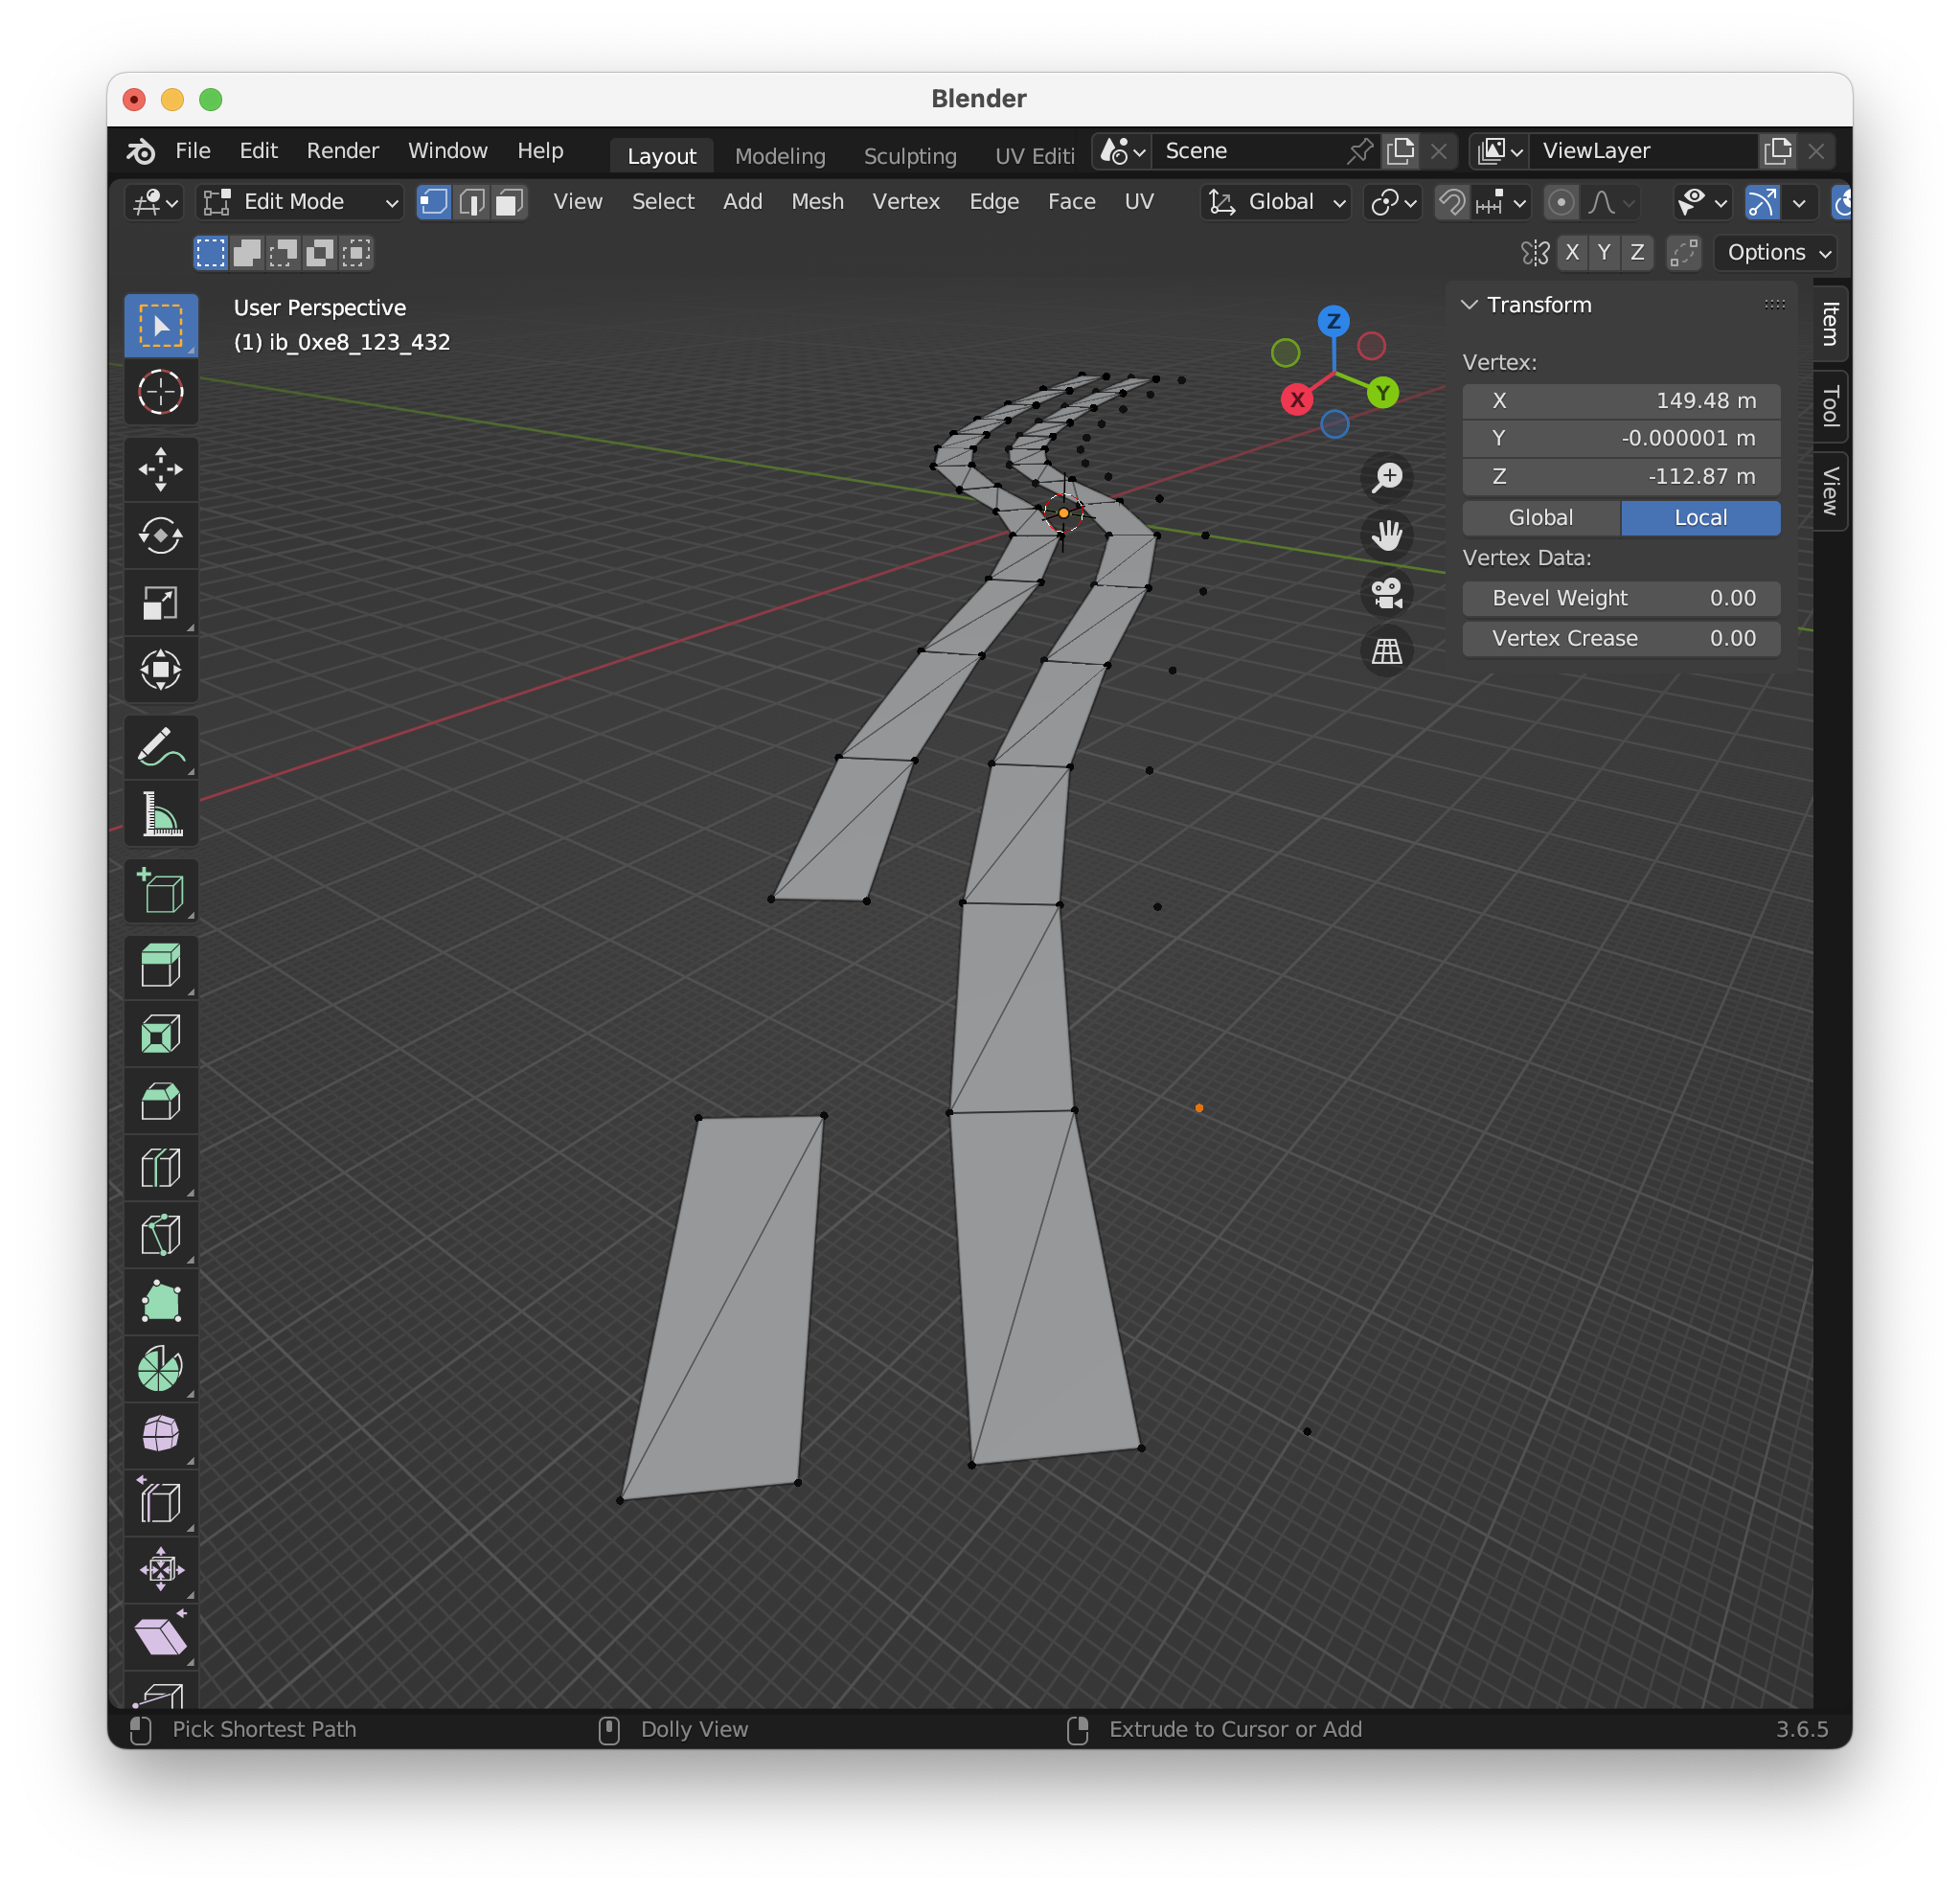 Blender
File Edit Render Window Help Layout Modeling Sculpting UV Editi Scene ViewLayer
Edit Mode View Select Add Mesh Vertex Edge Face UV Global
X Y Z Options
User Perspective
(1) ib_0xe8_123_432
Z
X
Y
Transform
Vertex:
X 149.48 m
Y -0.000001 m
Z -112.87 m
Global Local
Vertex Data:
Bevel Weight 0.00
Vertex Crease 0.00
Item
Tool
View
Pick Shortest Path Dolly View Extrude to Cursor or Add 3.6.5